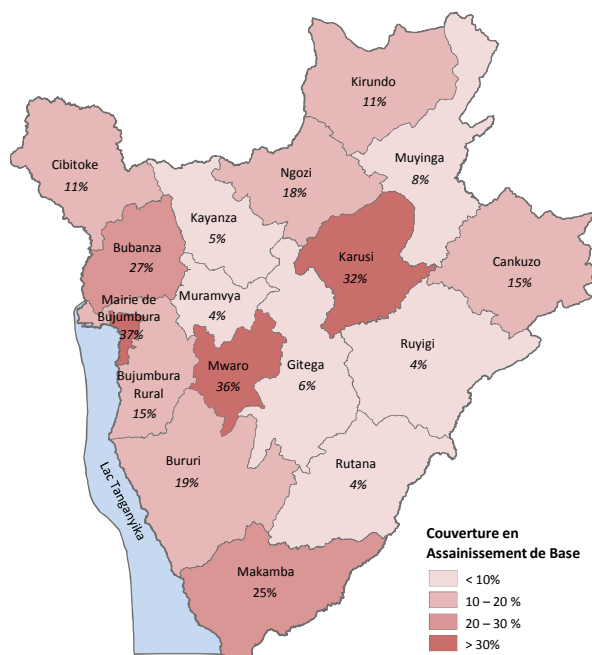 Kirundo
11%
Cibitoke
11%
Ngozi
18%
Muyinga
8%
Kayanza
5%
Bubanza
27%
Karusi
32%
Cankuzo
15%
Mairie de
Bujumbura
37%
Muramvya
4%
Mwaro
36%
Gitega
6%
Ruyigi
4%
Bujumbura
Rural
15%
Bururi
19%
Rutana
4%
Lac Tanganyika
Makamba
25%
Couverture en
Assainissement de Base
< 10%
10 – 20 %
20 – 30 %
> 30%